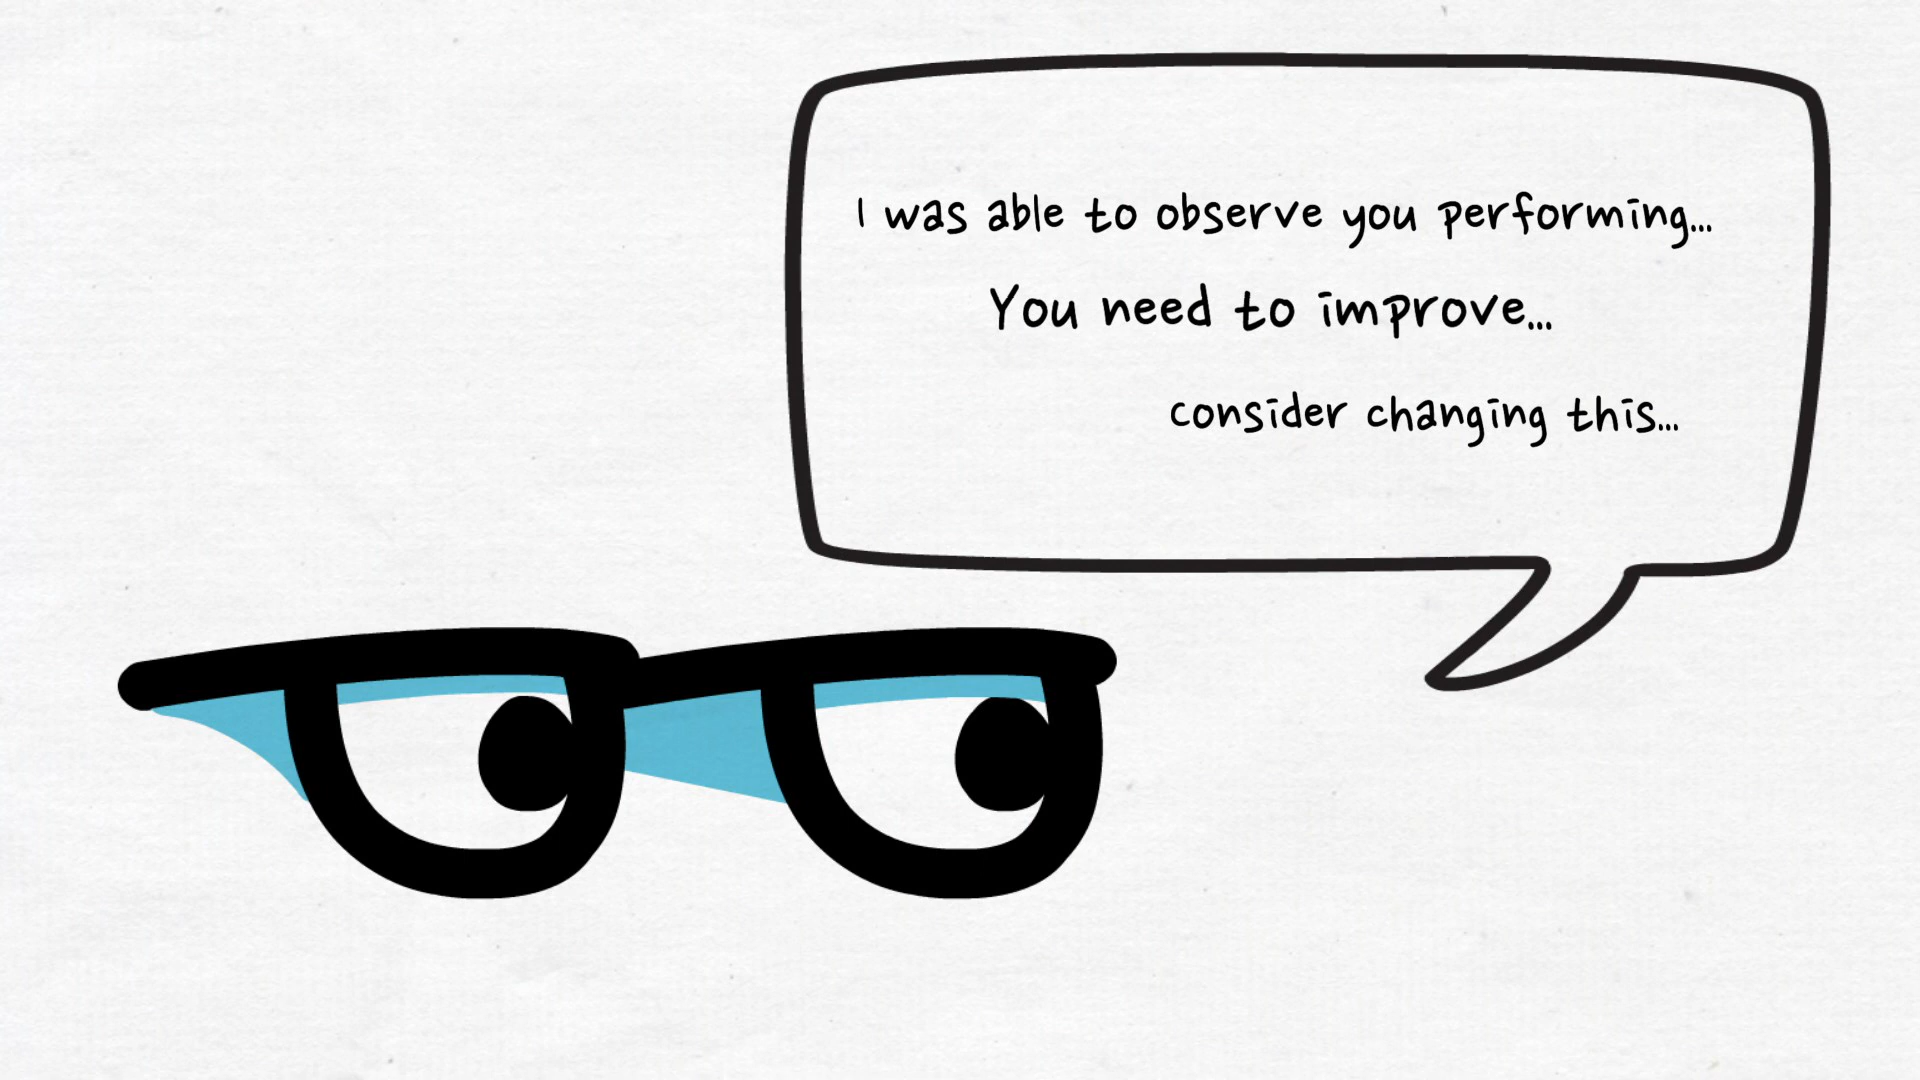 I was able to observe you performing...
You need to improve...
consider changing this...